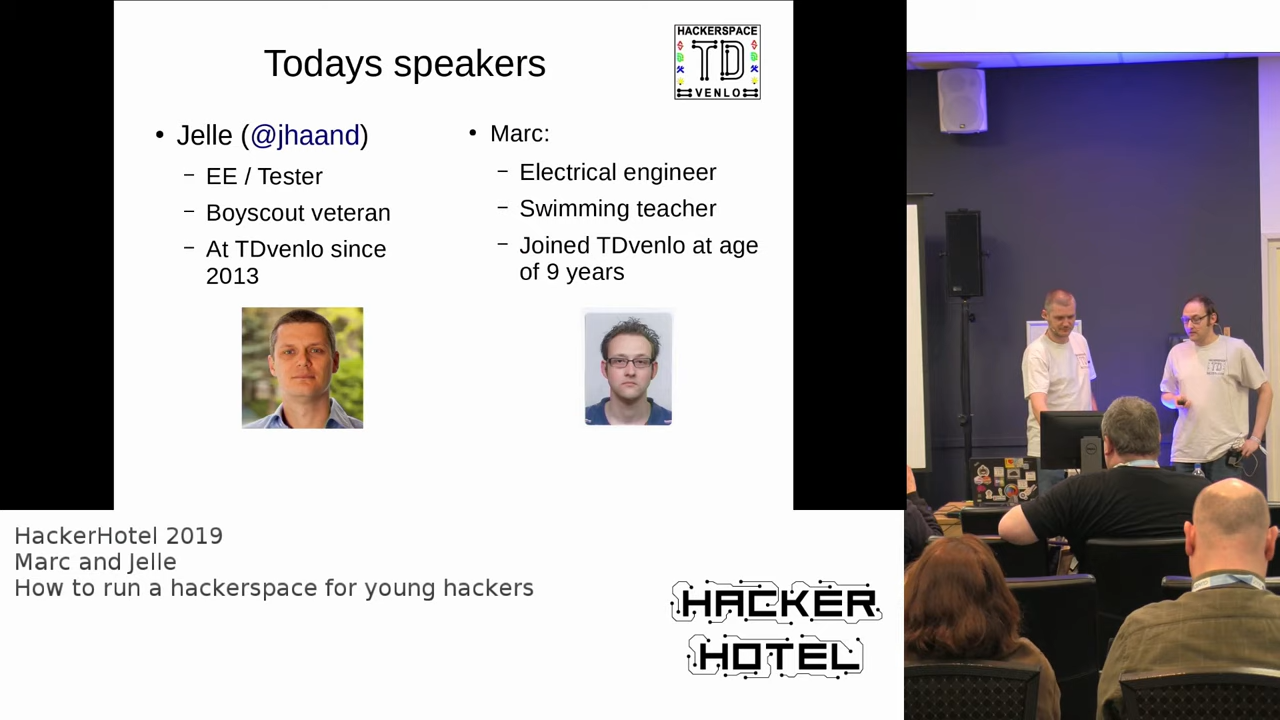 Todays speakers
HACKERSPACE
TD
VENLO
• Jelle (@jhaand)
– EE / Tester
– Boyscout veteran
– At TDvenlo since
2013
• Marc:
– Electrical engineer
– Swimming teacher
– Joined TDvenlo at age
of 9 years
TD
HackerHotel 2019
Marc and Jelle
How to run a hackerspace for young hackers
HACKER
HOTEL